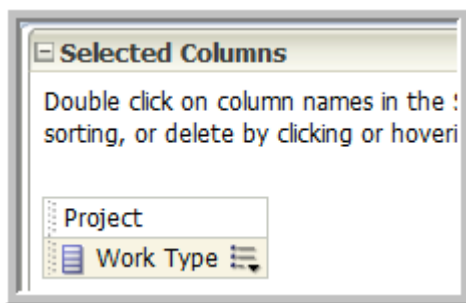 Selected Columns
Double click on column names in the
sorting, or delete by clicking or hoveri
Project
Work Type